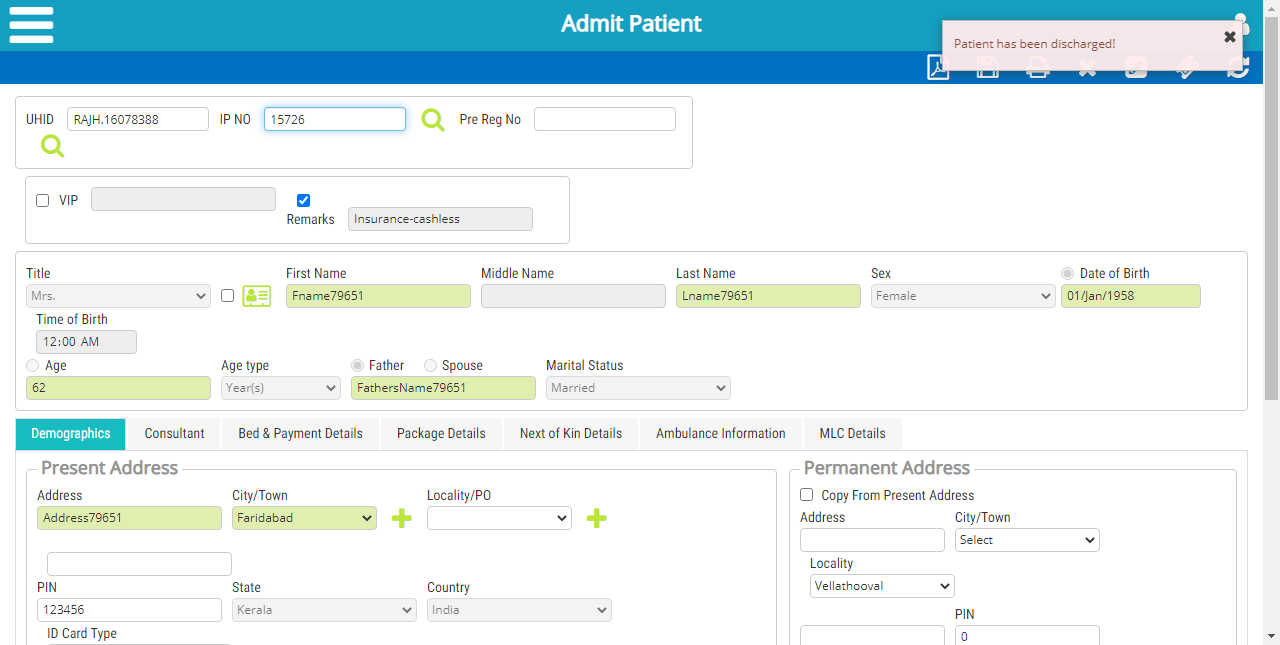 Admit Patient
Patient has been discharged!
UHID RAJH.16078388 IP NO 15726 Pre Reg No
VIP
Remarks Insurance-cashless
Title First Name Middle Name Last Name Sex Date of Birth
Mrs. Fname79651 Lname79651 Female 01/Jan/1958
Time of Birth
12:00 AM
Age Age type Father Spouse Marital Status
62 Year(s) FathersName79651 Married
Demographics Consultant Bed & Payment Details Package Details Next of Kin Details Ambulance Information MLC Details
Present Address Permanent Address
Address City/Town Locality/PO Copy From Present Address
Address79651 Faridabad Address City/Town
Select
Locality
PIN State Country Vellathooval
123456 Kerala India PIN
ID Card Type 0